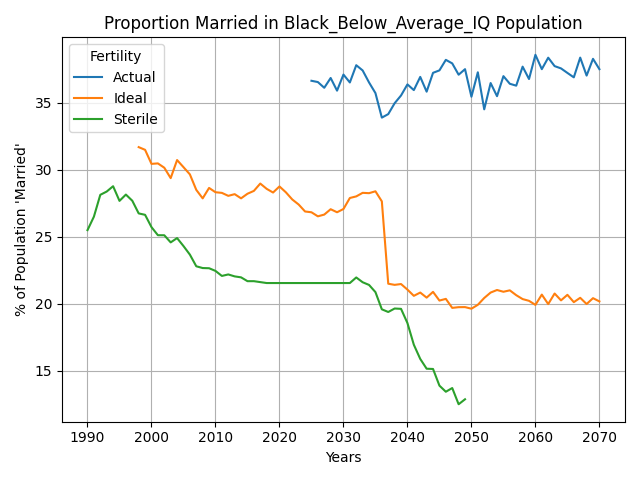 Proportion Married in Black_Below_Average_IQ Population
Fertility
Actual
Ideal
Sterile
% of Population 'Married'
35
30
25
20
15
1990 2000 2010 2020 2030 2040 2050 2060 2070
Years